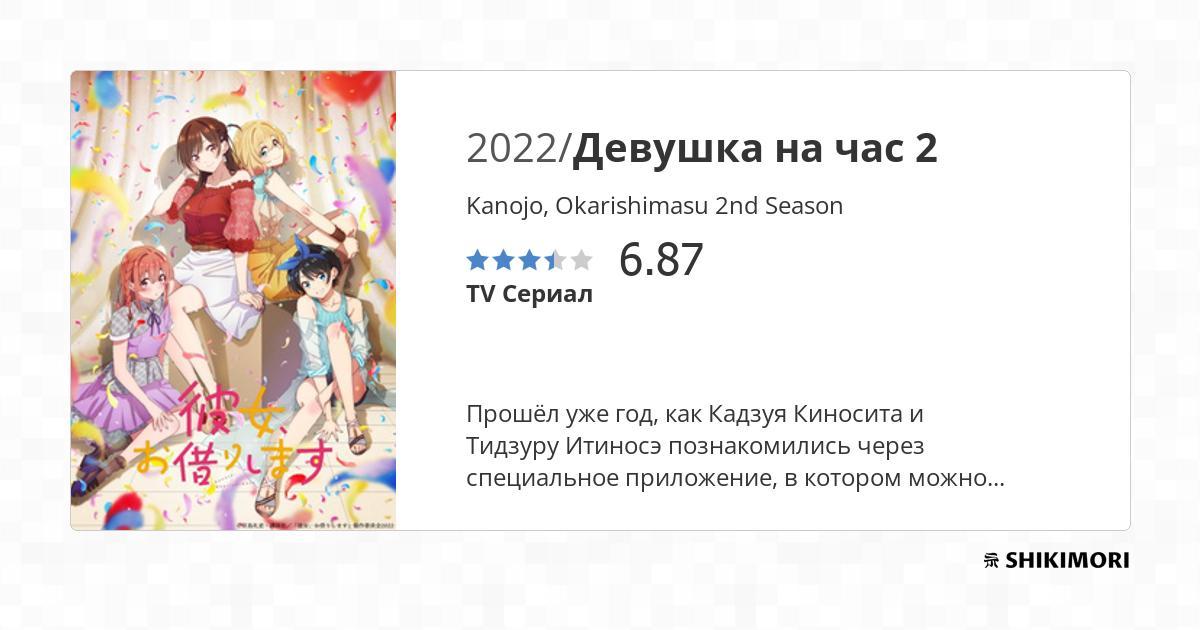 2022/Девушка на час 2
Kanojo, Okarishimasu 2nd Season
6.87
TV Сериал
Прошёл уже год, как Кадзуя Киносита и
Тидзуру Итиносэ познакомились через
специальное приложение, в котором можно...
彼女、
お借りします
SHIKIMORI